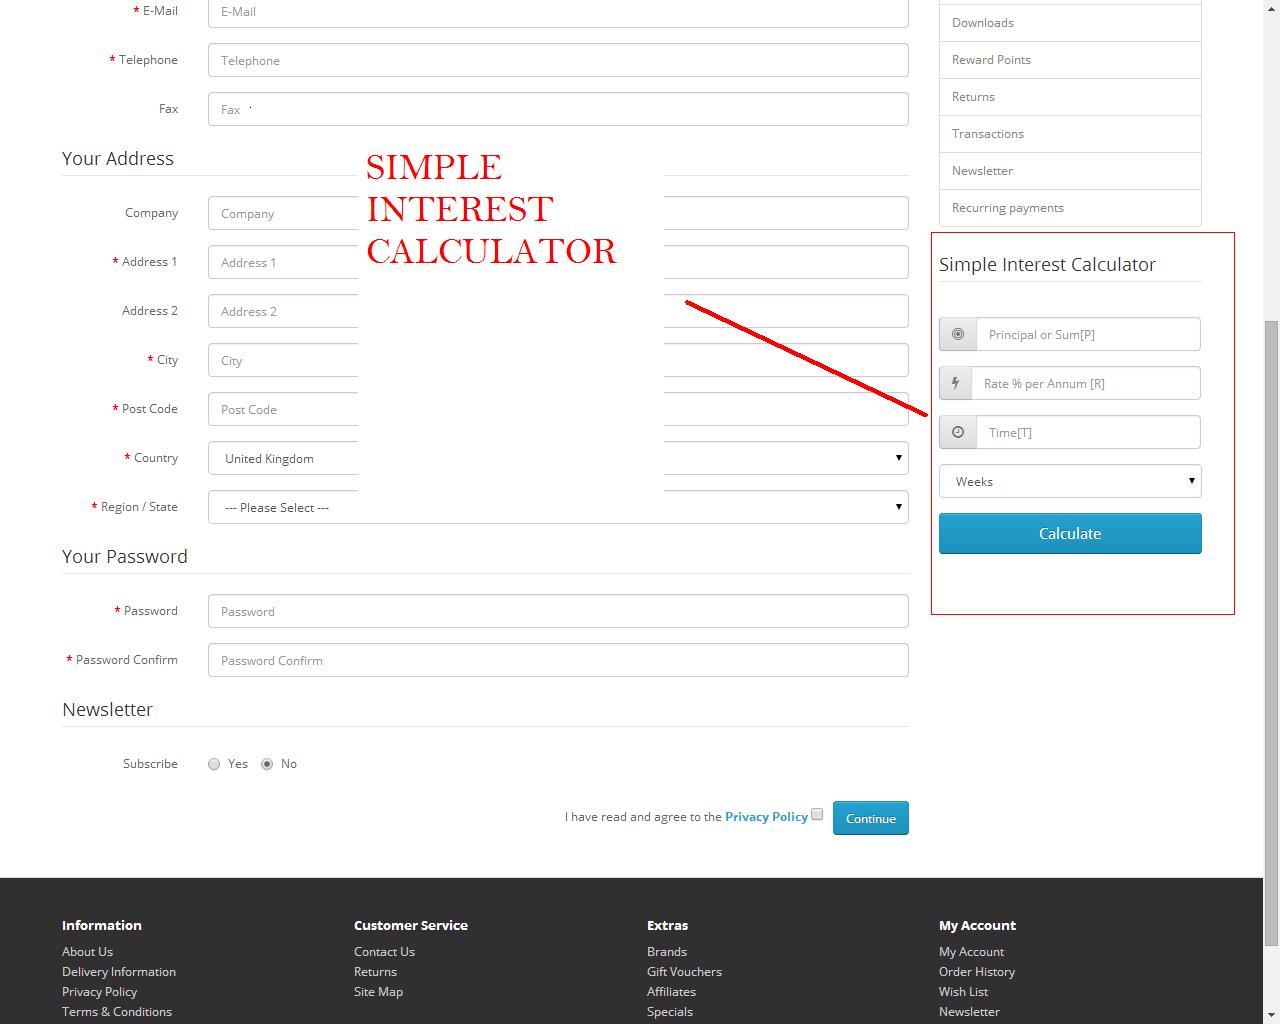 * E-Mail
E-Mail
* Telephone
Telephone
Fax
Fax
Your Address
Company
Company
* Address 1
Address 1
Address 2
Address 2
* City
City
* Post Code
Post Code
* Country
United Kingdom
* Region / State
--- Please Select ---
SIMPLE
INTEREST
CALCULATOR
Your Password
* Password
Password
* Password Confirm
Password Confirm
Newsletter
Subscribe
Yes
No
I have read and agree to the Privacy Policy
Continue
Downloads
Reward Points
Returns
Transactions
Newsletter
Recurring payments
Simple Interest Calculator
Principal or Sum[P]
Rate % per Annum [R]
Time[T]
Weeks
Calculate
Information
About Us
Delivery Information
Privacy Policy
Terms & Conditions
Customer Service
Contact Us
Returns
Site Map
Extras
Brands
Gift Vouchers
Affiliates
Specials
My Account
My Account
Order History
Wish List
Newsletter